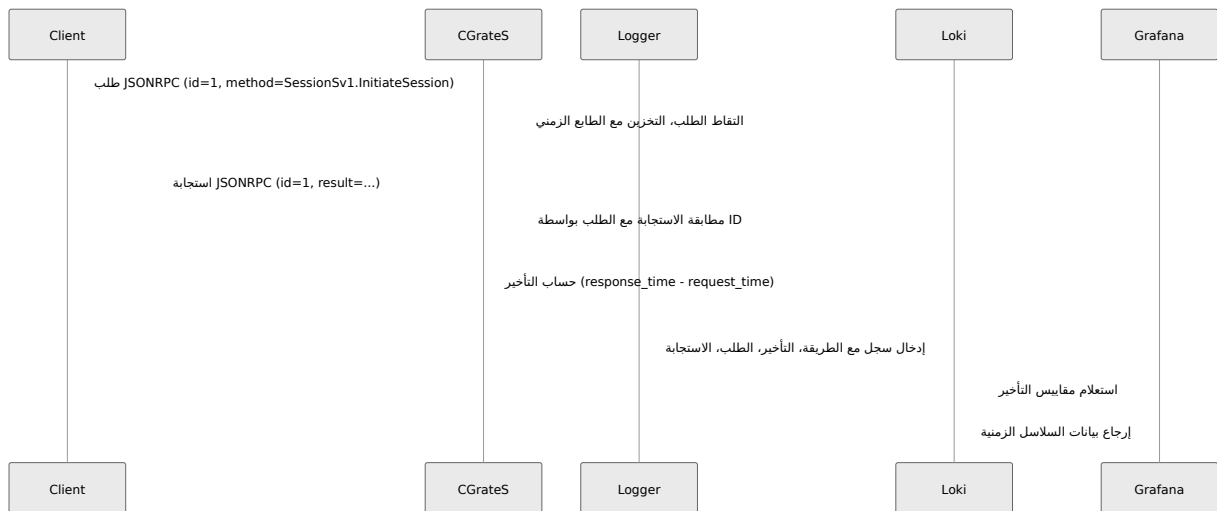 Client
CGrateS
Logger
Loki
Grafana
طلب JSONRPC (id=1, method=SessionSv1.InitiateSession)
التقاط الطلب، التخزين مع الطابع الزمني
استجابة JSONRPC (id=1, result=...)
مطابقة الاستجابة مع الطلب بواسطة ID
حساب التأخير (response_time - request_time)
إدخال سجل مع الطريقة، التأخير، الطلب، الاستجابة
استعلام مقاييس التأخير
إرجاع بيانات السلاسل الزمنية
Client
CGrateS
Logger
Loki
Grafana